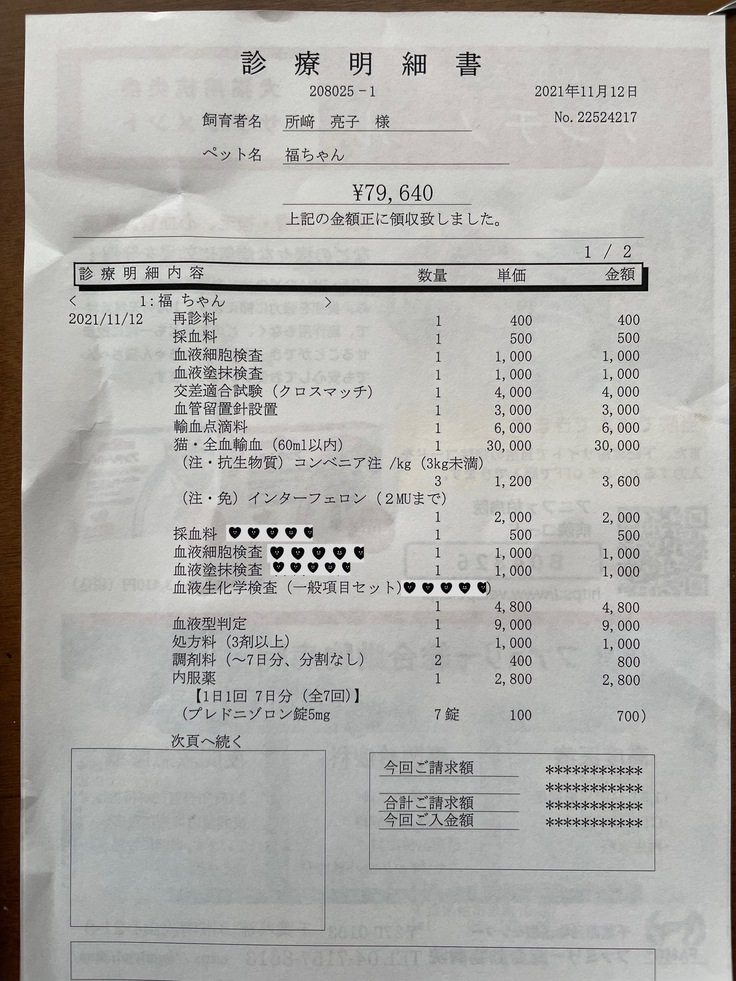 診療明細書
208025-1
2021年11月12日
飼育者名 所﨑 亮子 様
No.22524217
ペット名 福ちゃん
¥79,640
上記の金額正に領収致しました。
1 / 2
診療明細内容 数量 単価 金額
< 1:福 ちゃん >
2021/11/12 再診料 1 400 400
採血料 1 500 500
血液細胞検査 1 1,000 1,000
血液塗抹検査 1 1,000 1,000
交差適合試験（クロスマッチ） 1 4,000 4,000
血管留置針設置 1 3,000 3,000
輸血点滴料 1 6,000 6,000
猫・全血輸血（60ml以内） 1 30,000 30,000
（注・抗生物質）コンベニア注 /kg（3kg未満）
3 1,200 3,600
（注・免）インターフェロン（２MUまで）
1 2,000 2,000
採血料 1 500 500
血液細胞検査 1 1,000 1,000
血液塗抹検査 1 1,000 1,000
血液生化学検査（一般項目セット）
1 4,800 4,800
血液型判定 1 9,000 9,000
処方料（3剤以上） 1 1,000 1,000
調剤料（～7日分、分割なし） 2 400 800
内服薬 1 2,800 2,800
【1日1回 7日分（全7回）】
（プレドニゾロン錠5mg 7錠 100 700）
次頁へ続く
今回ご請求額 ***********
***********
合計ご請求額 ***********
今回ご入金額 ***********